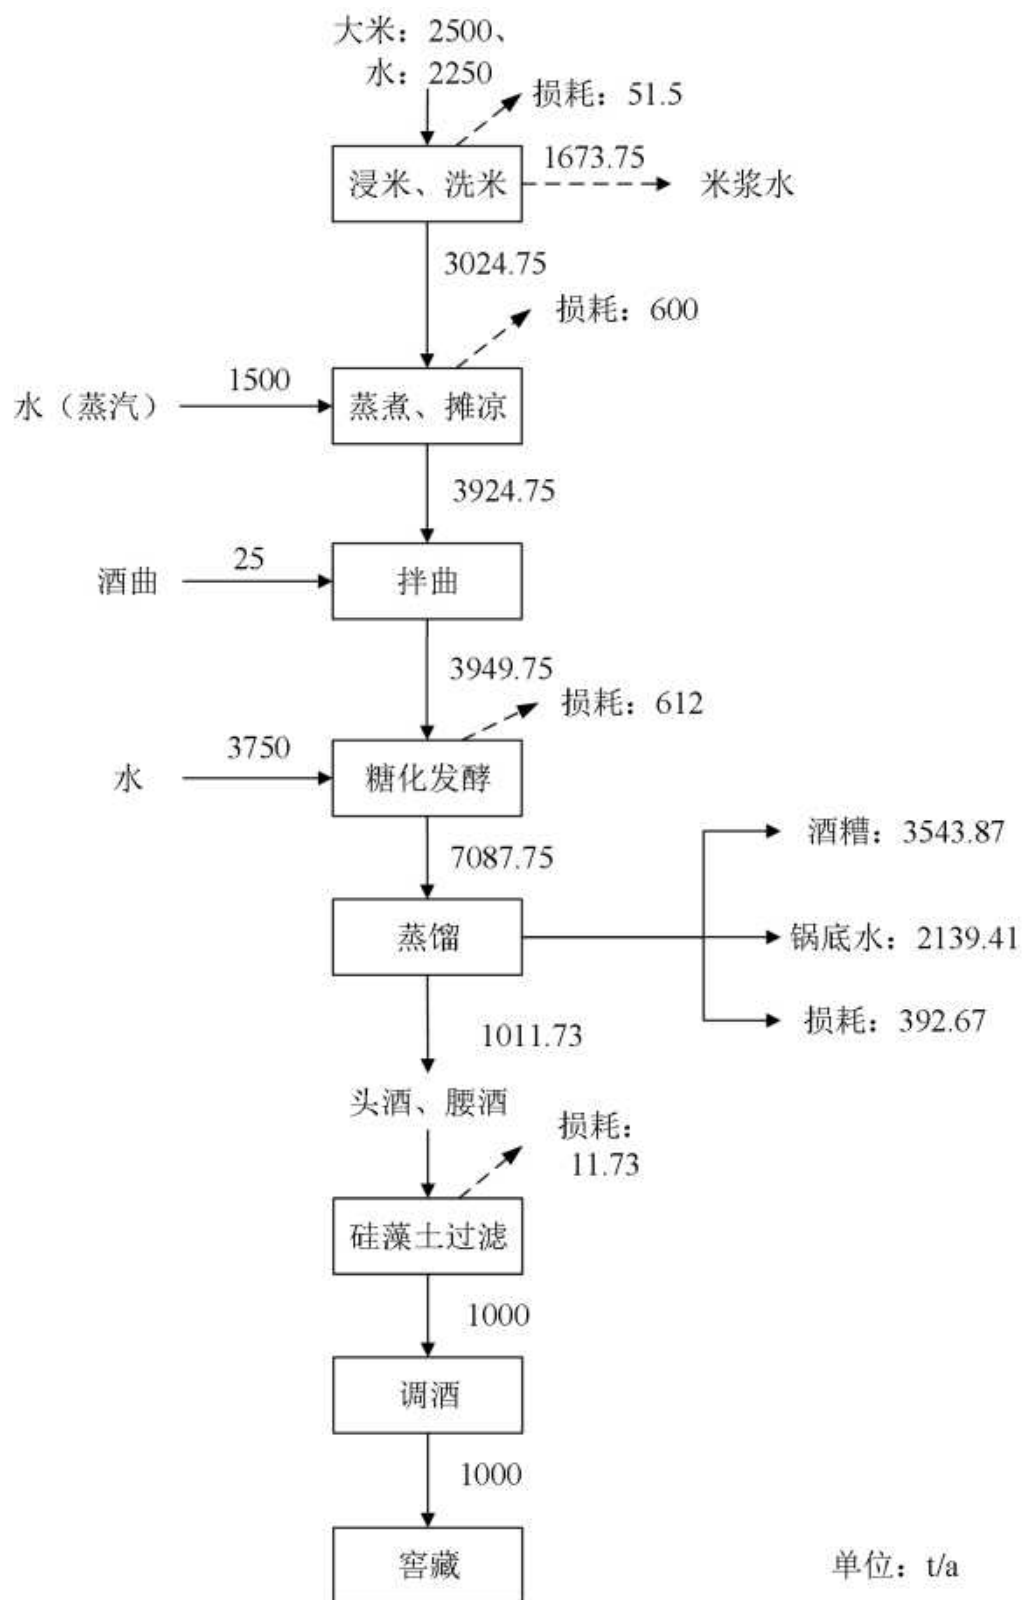 大米：2500、
水：2250
损耗：51.5
1673.75
浸米、洗米
米浆水
3024.75
损耗：600
1500
水（蒸汽）
蒸煮、摊凉
3924.75
25
酒曲
拌曲
3949.75
损耗：612
3750
水
糖化发酵
7087.75
酒糟：3543.87
蒸馏
锅底水：2139.41
损耗：392.67
1011.73
头酒、腰酒
损耗：
11.73
硅藻土过滤
1000
调酒
1000
窖藏
单位：t/a